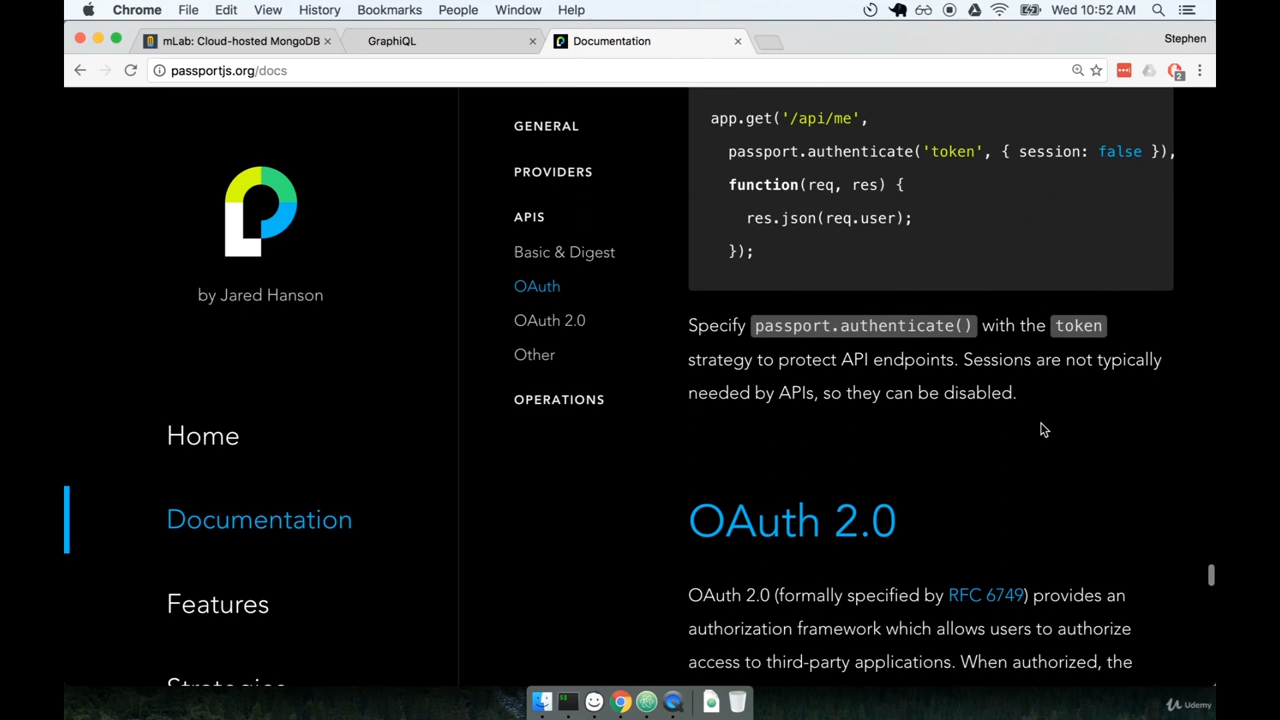 Chrome File Edit View History Bookmarks People Window Help Wed 10:52 AM
mLab: Cloud-hosted MongoDB GraphiQL Documentation Stephen
passportjs.org/docs
2
by Jared Hanson
Home
Documentation
Features
Strategies
GENERAL
PROVIDERS
APIS
Basic & Digest
OAuth
OAuth 2.0
Other
OPERATIONS
app.get('/api/me',
passport.authenticate('token', { session: false }),
function(req, res) {
res.json(req.user);
});
Specify passport.authenticate() with the token
strategy to protect API endpoints. Sessions are not typically
needed by APIs, so they can be disabled.
OAuth 2.0
OAuth 2.0 (formally specified by RFC 6749) provides an
authorization framework which allows users to authorize
access to third-party applications. When authorized, the
Udemy